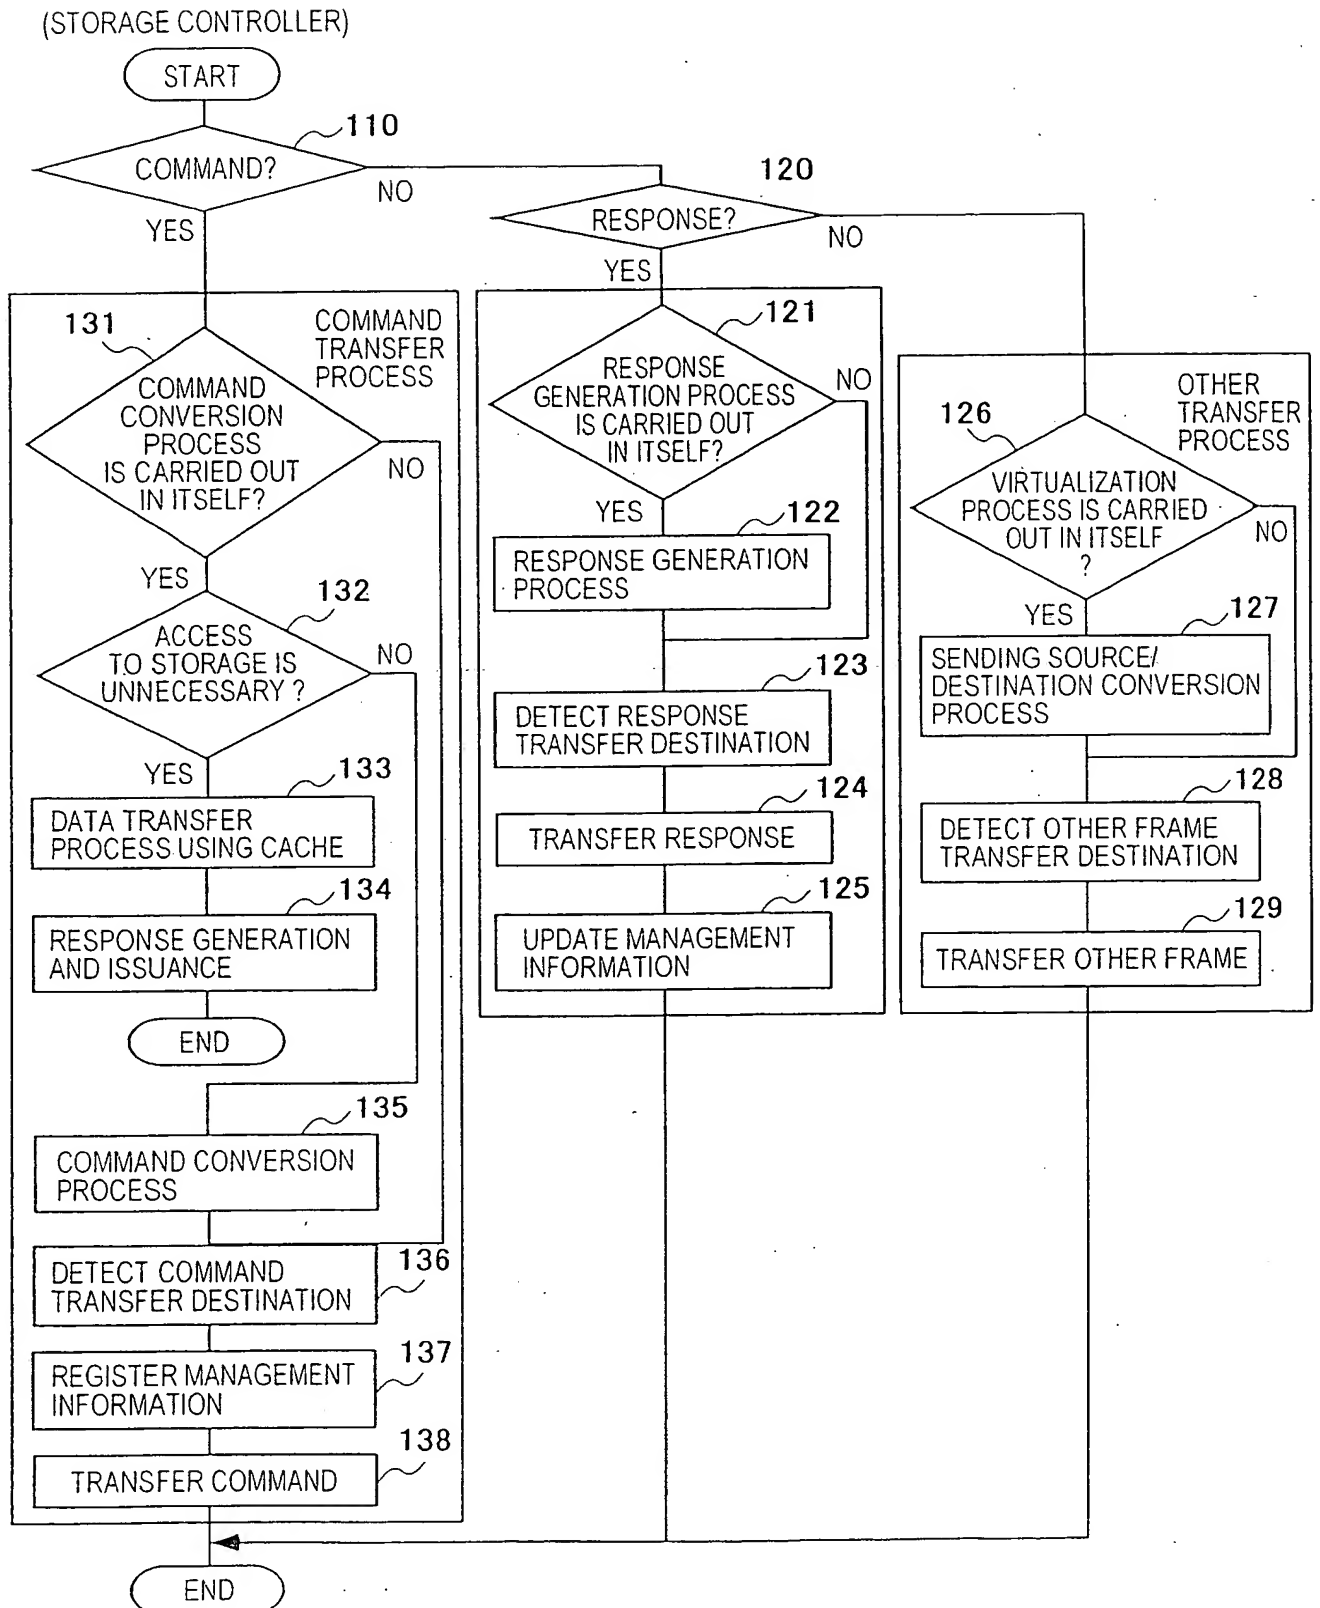 (STORAGE CONTROLLER)
START
110
COMMAND?
NO
YES
120
RESPONSE?
NO
YES
131
COMMAND
TRANSFER
PROCESS
COMMAND
CONVERSION
PROCESS
IS CARRIED OUT
IN ITSELF?
NO
YES
132
ACCESS
TO STORAGE IS
UNNECESSARY ?
NO
YES
133
DATA TRANSFER
PROCESS USING CACHE
134
RESPONSE GENERATION
AND ISSUANCE
END
135
COMMAND CONVERSION
PROCESS
136
DETECT COMMAND
TRANSFER DESTINATION
137
REGISTER MANAGEMENT
INFORMATION
138
TRANSFER COMMAND
END
121
RESPONSE
GENERATION PROCESS
IS CARRIED OUT
IN ITSELF?
NO
YES
122
RESPONSE GENERATION
PROCESS
123
DETECT RESPONSE
TRANSFER DESTINATION
124
TRANSFER RESPONSE
125
UPDATE MANAGEMENT
INFORMATION
OTHER
TRANSFER
PROCESS
126
VIRTUALIZATION
PROCESS IS CARRIED
OUT IN ITSELF
?
NO
YES
127
SENDING SOURCE/
DESTINATION CONVERSION
PROCESS
128
DETECT OTHER FRAME
TRANSFER DESTINATION
129
TRANSFER OTHER FRAME